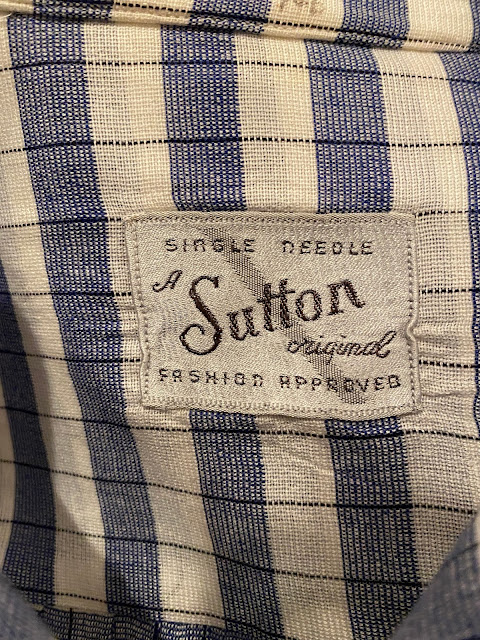 SINGLE NEEDLE
A
Sutton
original
FASHION APPROVED